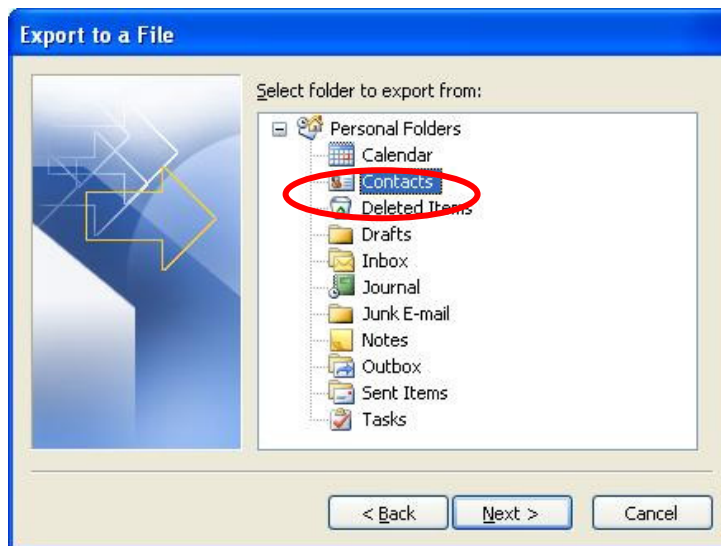 Export to a File
Select folder to export from:
Personal Folders
Calendar
Contacts
Deleted Items
Drafts
Inbox
Journal
Junk E-mail
Notes
Outbox
Sent Items
Tasks
< Back Next > Cancel